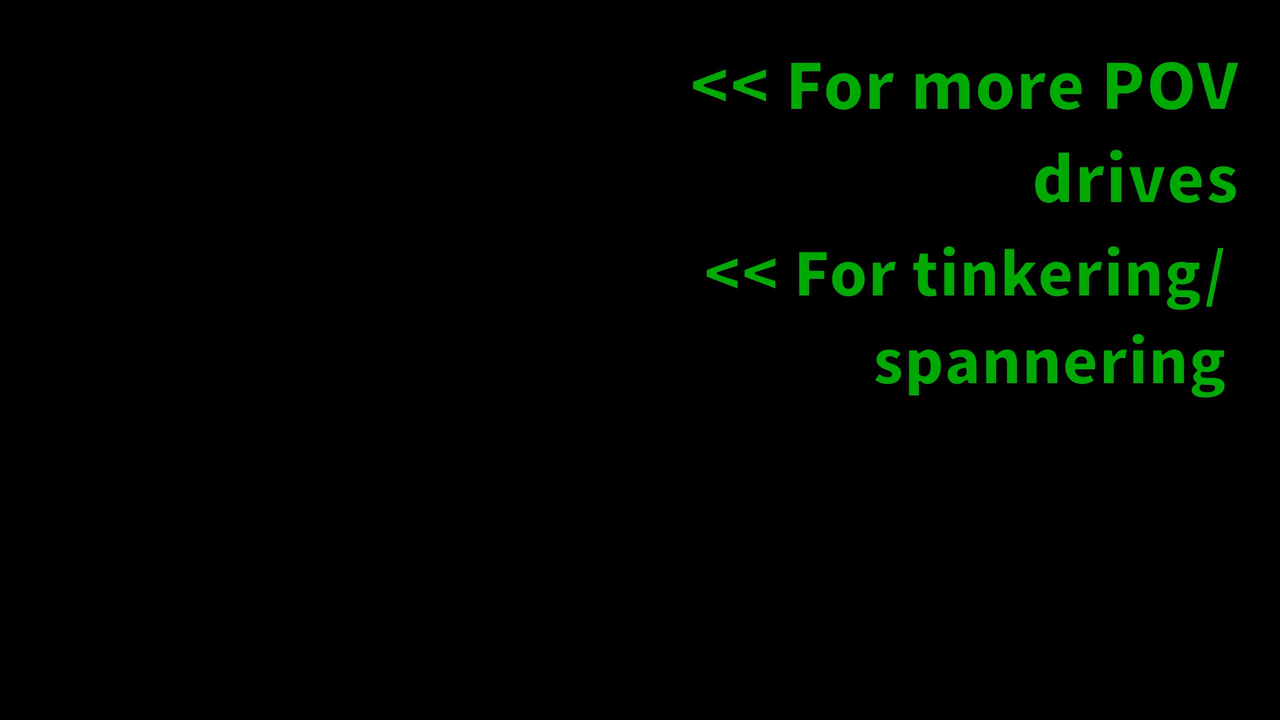 << For more POV
drives
<< For tinkering/
spannering